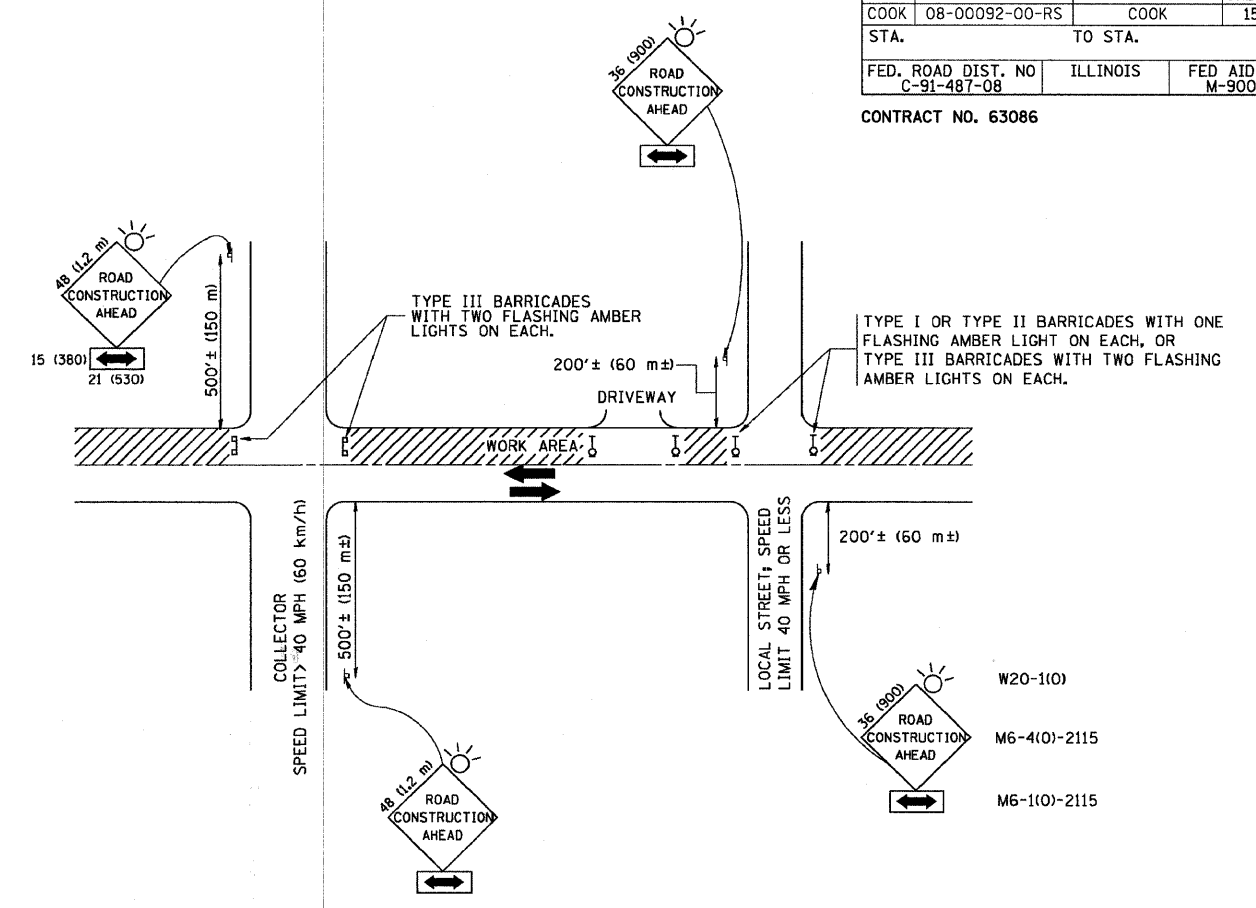 COOK 08-00092-00-RS COOK 15
STA. TO STA.
FED. ROAD DIST. NO ILLINOIS FED AID
C-91-487-08 M-900
CONTRACT NO. 63086
36 (900)
ROAD
CONSTRUCTION
AHEAD
48 (1.2 m)
ROAD
CONSTRUCTION
AHEAD
15 (380)
21 (530)
500'± (150 m)
TYPE III BARRICADES
WITH TWO FLASHING AMBER
LIGHTS ON EACH.
200'± (60 m±)
DRIVEWAY
TYPE I OR TYPE II BARRICADES WITH ONE
FLASHING AMBER LIGHT ON EACH, OR
TYPE III BARRICADES WITH TWO FLASHING
AMBER LIGHTS ON EACH.
WORK AREA
COLLECTOR
SPEED LIMIT> 40 MPH (60 km/h)
500'± (150 m±)
LOCAL STREET; SPEED
LIMIT 40 MPH OR LESS
200'± (60 m±)
48 (1.2 m)
ROAD
CONSTRUCTION
AHEAD
36 (900)
ROAD
CONSTRUCTION
AHEAD
W20-1(O)
M6-4(O)-2115
M6-1(O)-2115